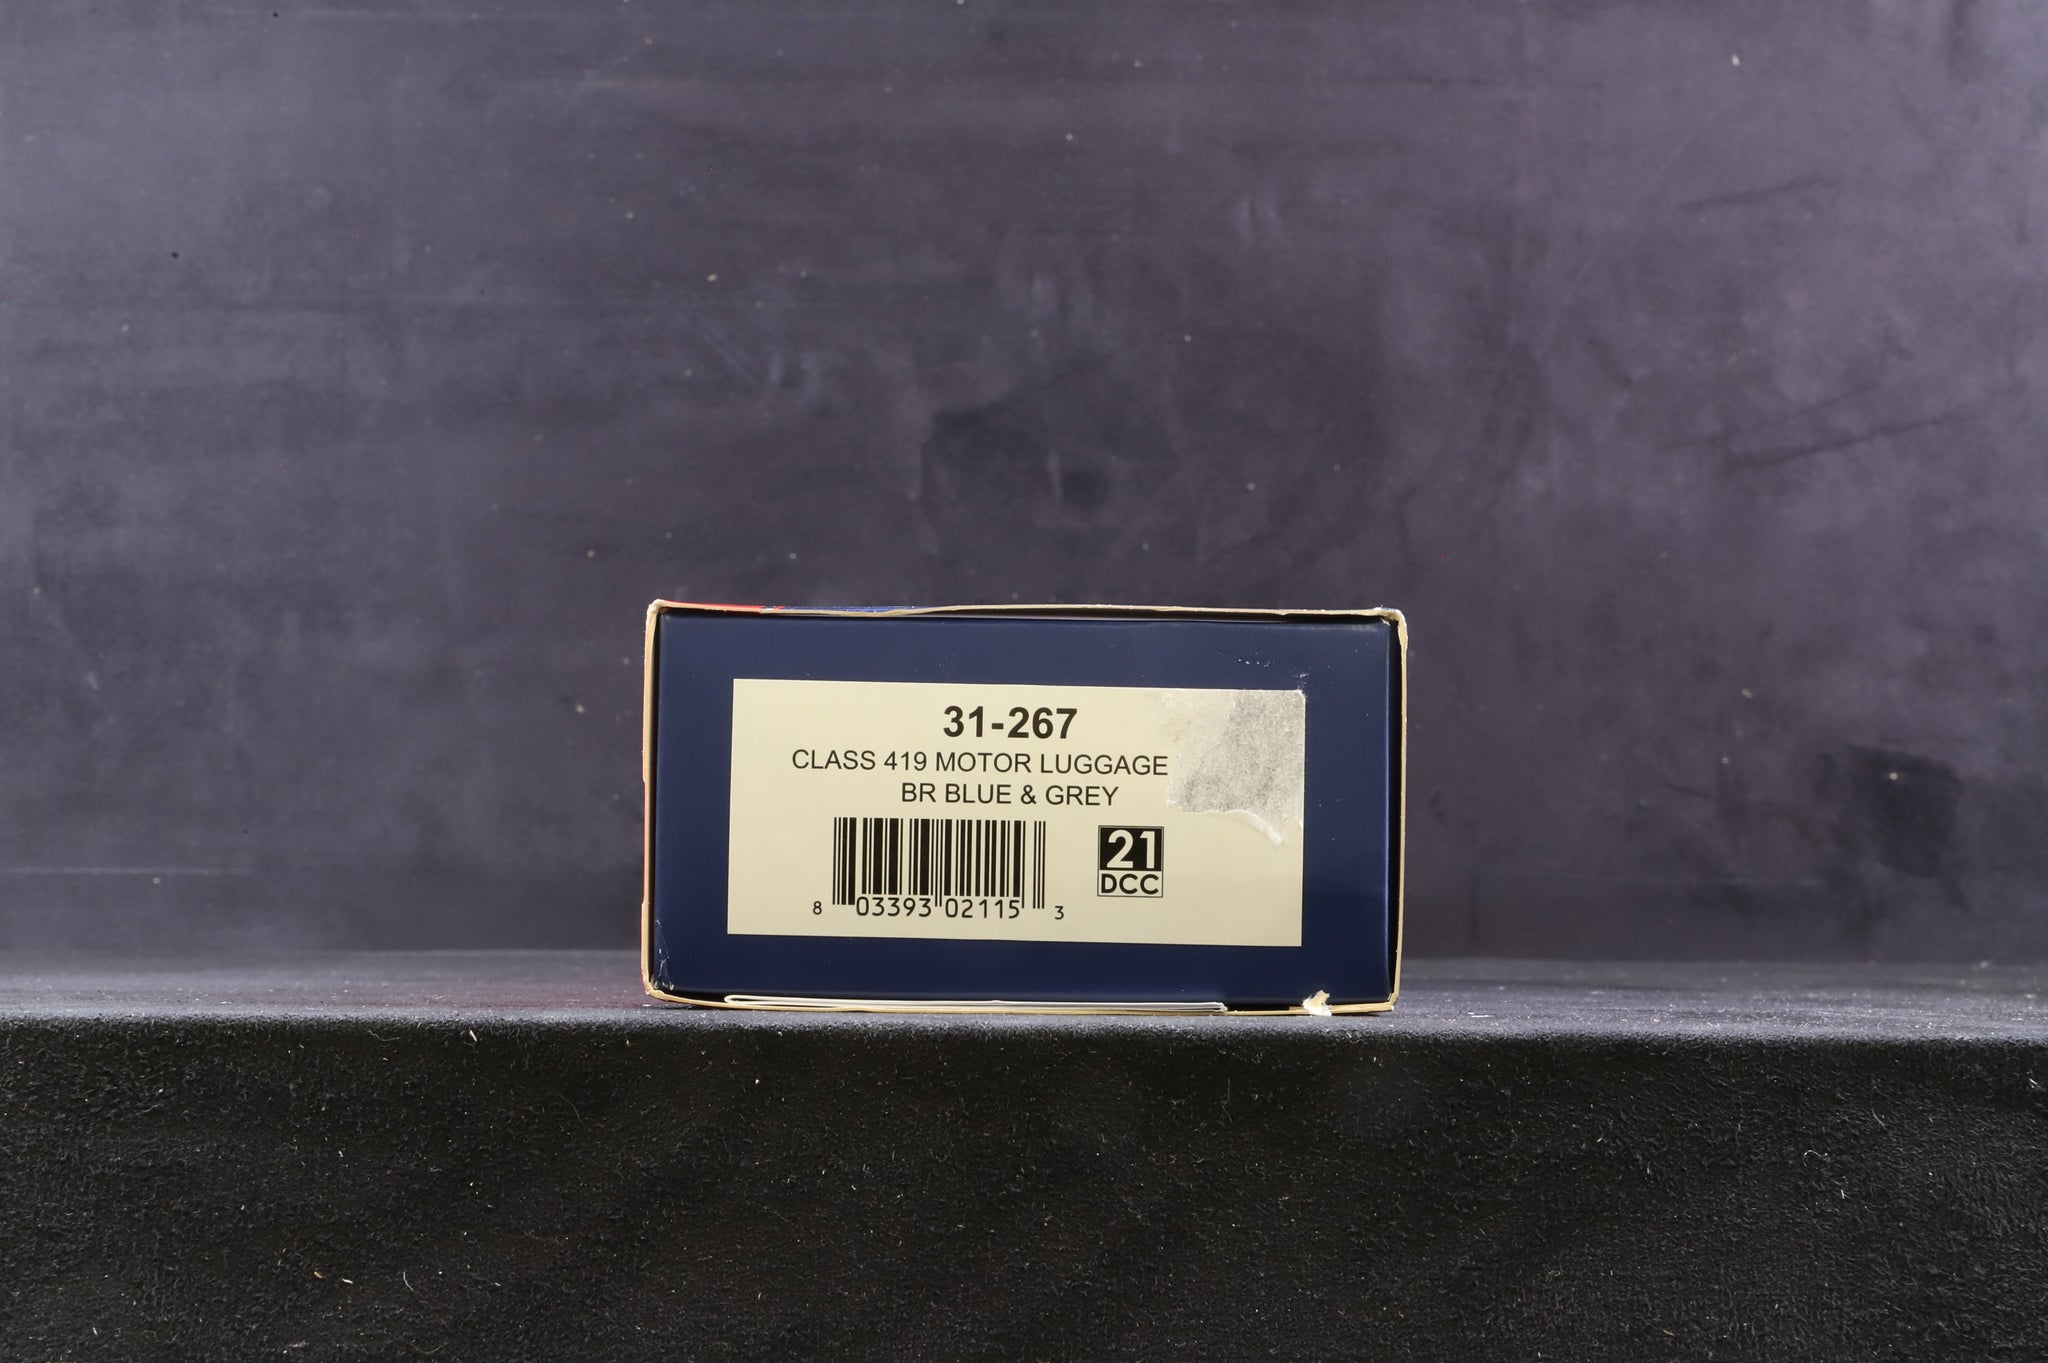 31-267
CLASS 419 MOTOR LUGGAGE
BR BLUE & GREY
21
DCC
8 03393 02115 3